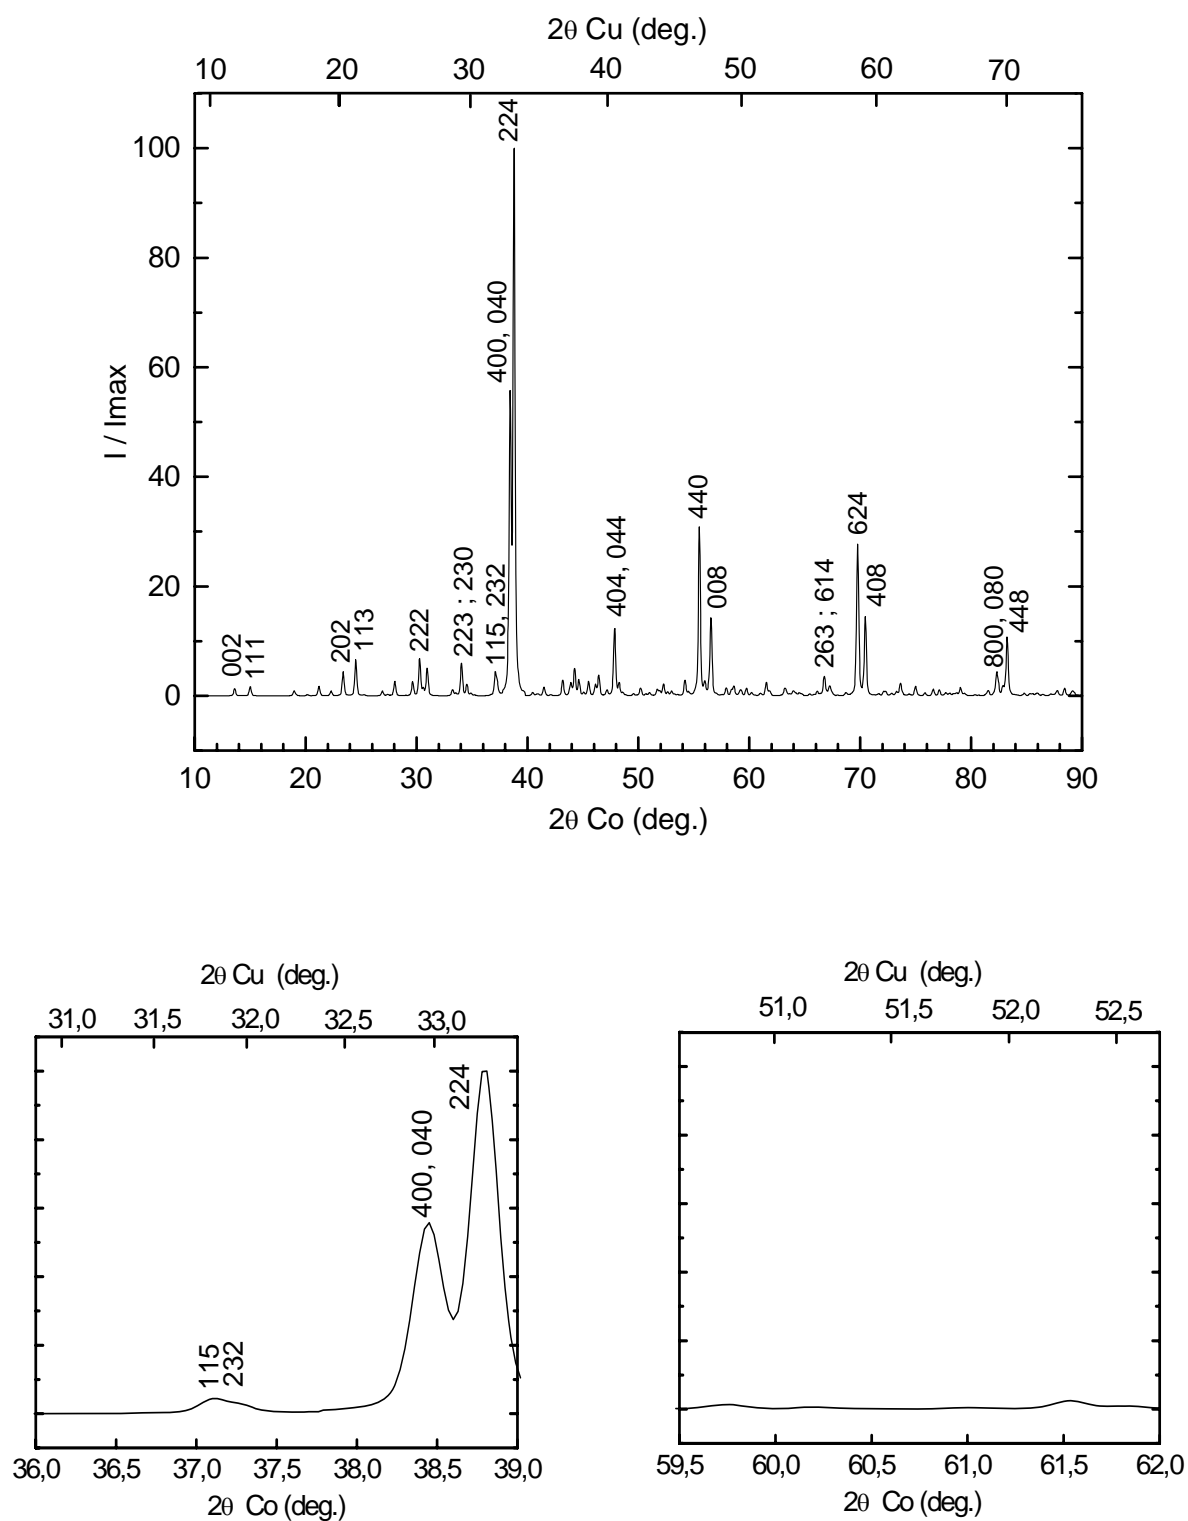 2θ Cu (deg.)
10 20 30 40 50 60 70
224
100
400, 040
80
60
I / Imax
40
440
624
20
404, 044
008
263 ; 614
408
002
111
202
113
222
223 ; 230
115, 232
800, 080
448
0
10 20 30 40 50 60 70 80 90
2θ Co (deg.)
2θ Cu (deg.)
31,0 31,5 32,0 32,5 33,0
224
400, 040
115
232
36,0 36,5 37,0 37,5 38,0 38,5 39,0
2θ Co (deg.)
2θ Cu (deg.)
51,0 51,5 52,0 52,5
59,5 60,0 60,5 61,0 61,5 62,0
2θ Co (deg.)